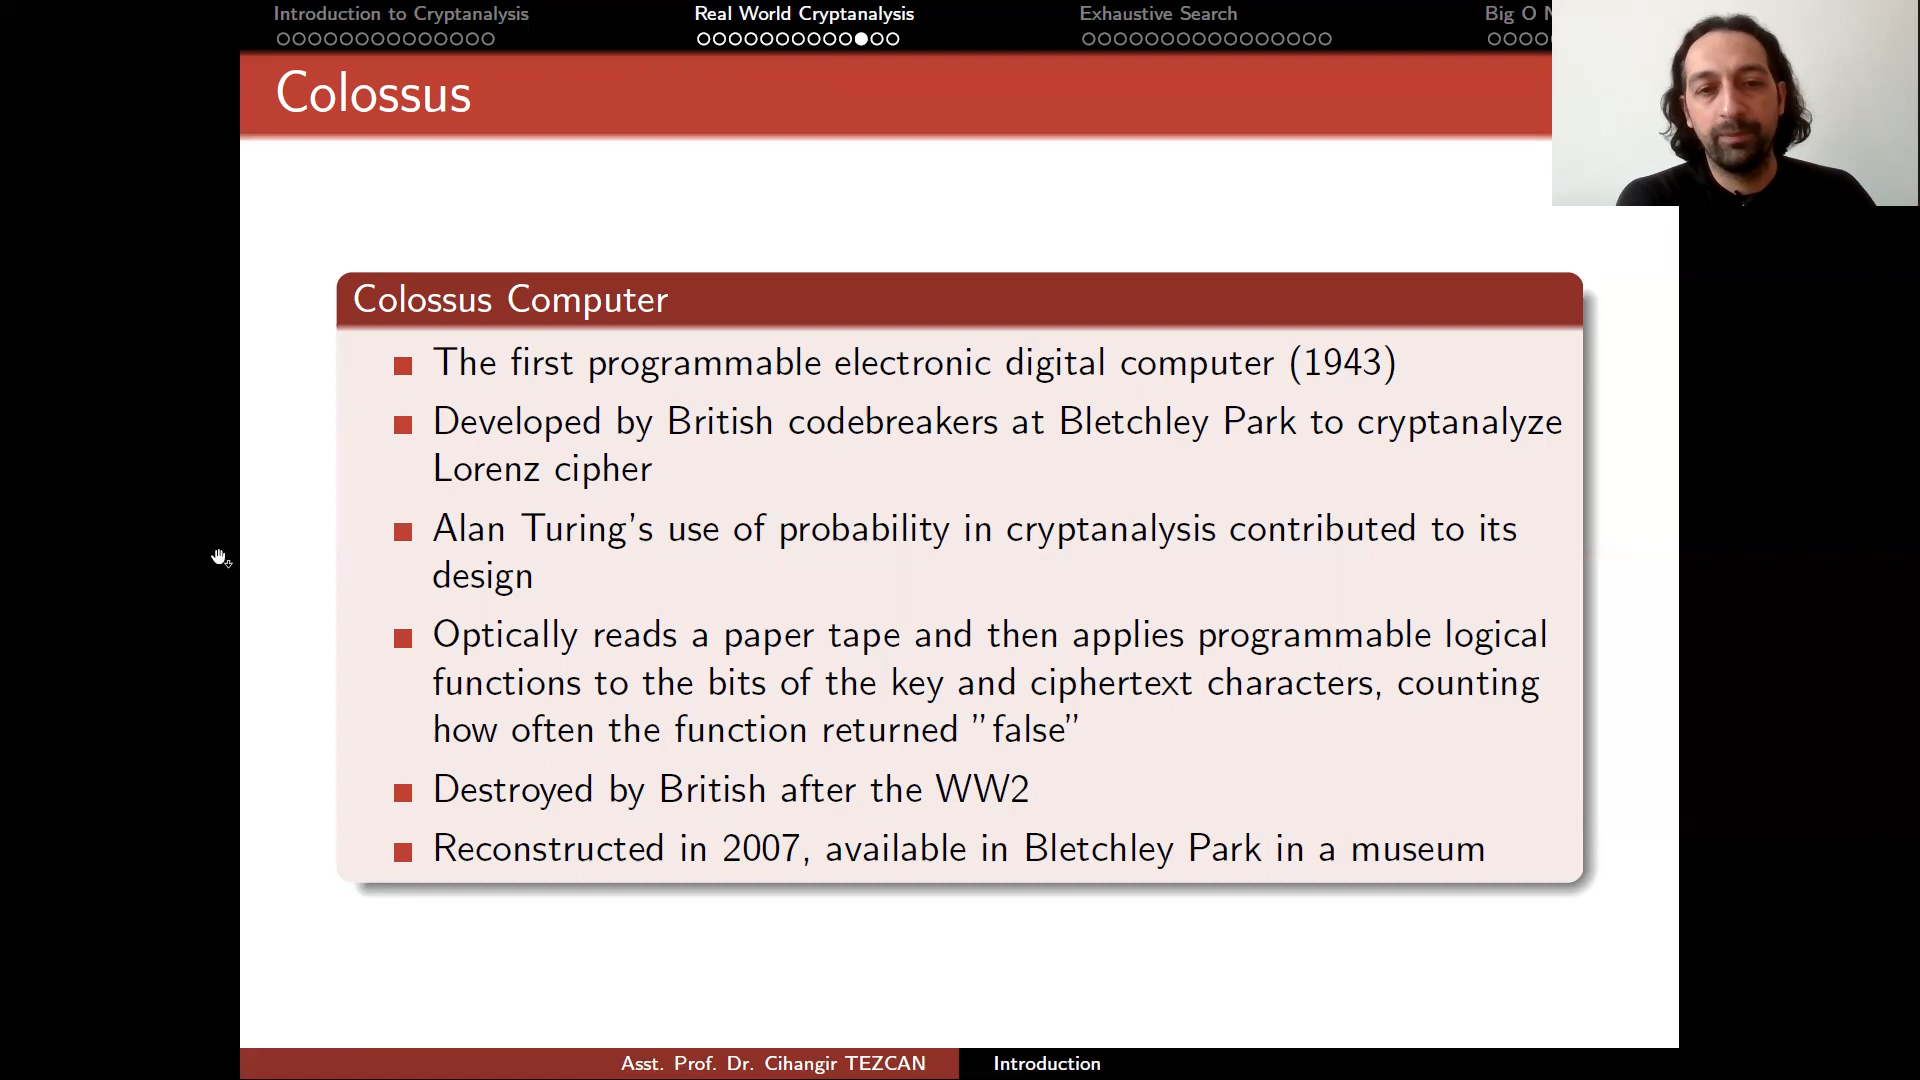 Introduction to Cryptanalysis
Real World Cryptanalysis
Exhaustive Search
Big O
Colossus
Colossus Computer
The first programmable electronic digital computer (1943)
Developed by British codebreakers at Bletchley Park to cryptanalyze
Lorenz cipher
Alan Turing's use of probability in cryptanalysis contributed to its
design
Optically reads a paper tape and then applies programmable logical
functions to the bits of the key and ciphertext characters, counting
how often the function returned ”false”
Destroyed by British after the WW2
Reconstructed in 2007, available in Bletchley Park in a museum
Asst. Prof. Dr. Cihangir TEZCAN
Introduction